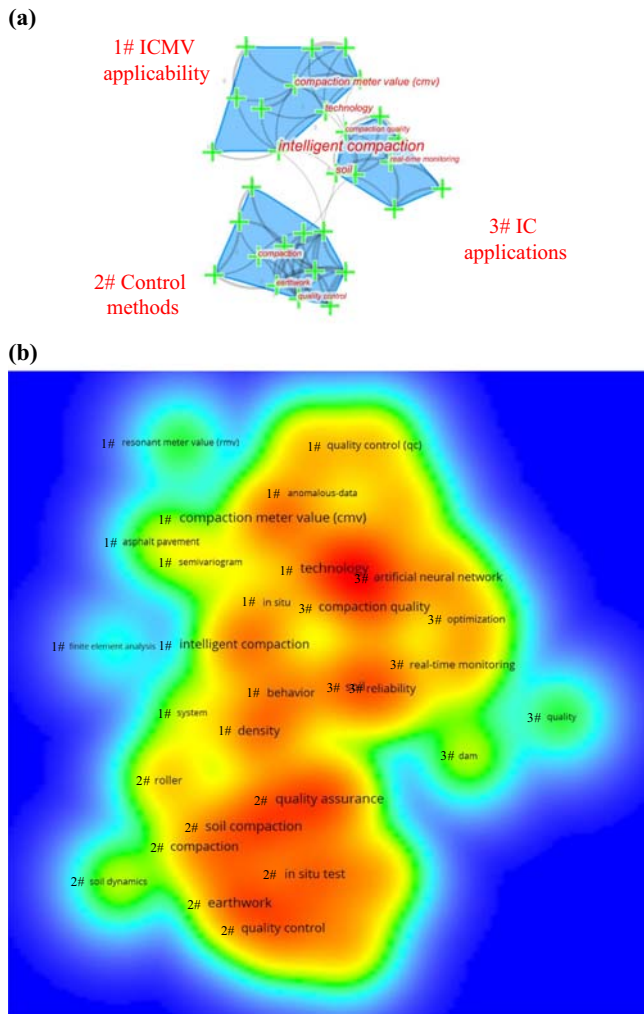 (a)
1# ICMV
applicability
compaction meter value (cmv)
technology
compaction quality
intelligent compaction
real-time monitoring
soil
3# IC
applications
compaction
2# Control
methods
earthwork
quality control
(b)
1# resonant meter value (rmv)
1# quality control (qc)
1# anomalous-data
1# compaction meter value (cmv)
1# asphalt pavement
1# semivariogram
1# technology
3# artificial neural network
1# in situ
3# compaction quality
3# optimization
1# finite element analysis
1# intelligent compaction
3# real-time monitoring
1# behavior
3# soil
3# reliability
1# system
3# quality
1# density
3# dam
2# roller
2# quality assurance
2# soil compaction
2# compaction
2# in situ test
2# soil dynamics
2# earthwork
2# quality control